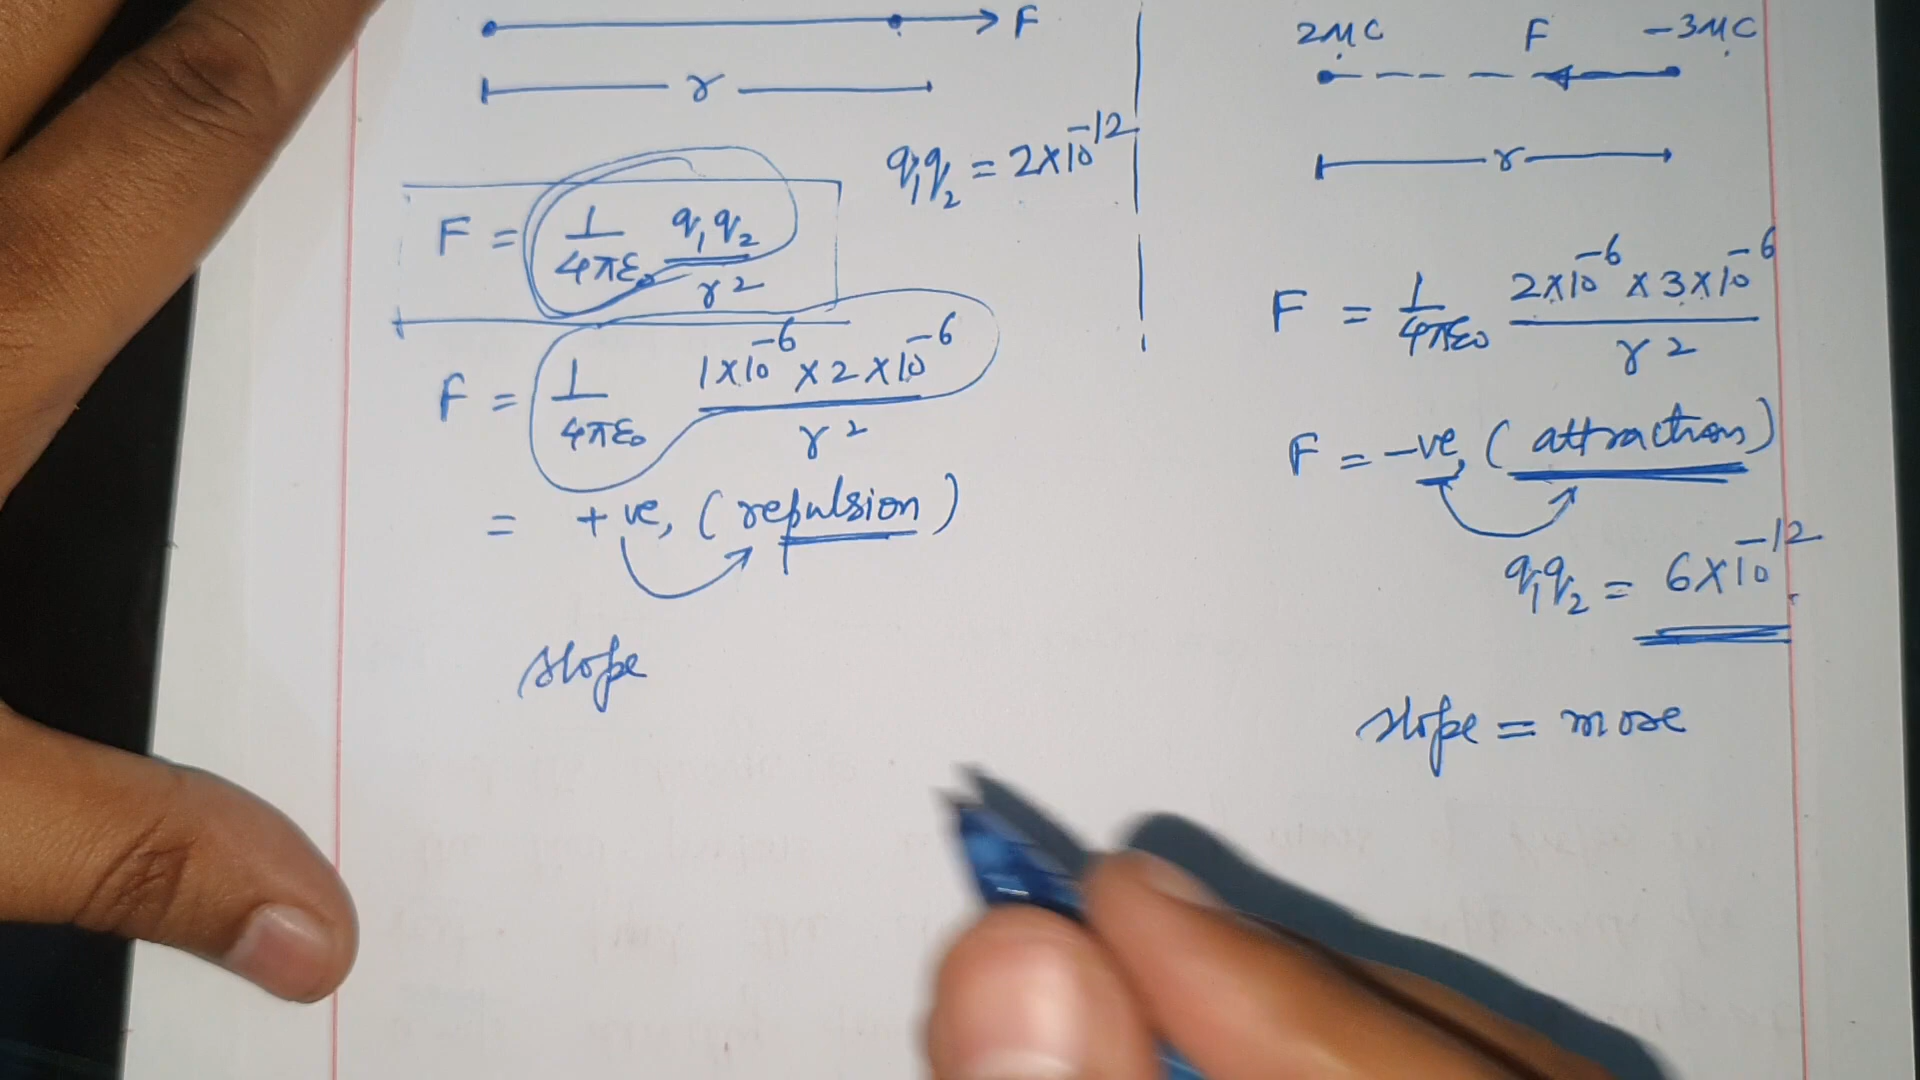 F
r
q₁q₂ = 2×10⁻¹²
F = 1/4πε₀ q₁q₂/r²
F = 1/4πε₀ 1×10⁻⁶ × 2×10⁻⁶/r²
= +ve, (repulsion)
slope
2μC F -3μC
r
F = 1/4πε₀ 2×10⁻⁶ × 3×10⁻⁶/r²
F = -ve, (attraction)
q₁q₂ = 6×10⁻¹²
slope = more